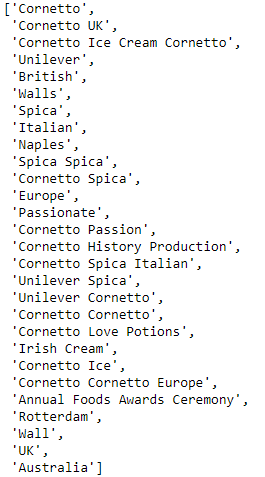 ['Cornetto',
'Cornetto UK',
'Cornetto Ice Cream Cornetto',
'Unilever',
'British',
'Walls',
'Spica',
'Italian',
'Naples',
'Spica Spica',
'Cornetto Spica',
'Europe',
'Passionate',
'Cornetto Passion',
'Cornetto History Production',
'Cornetto Spica Italian',
'Unilever Spica',
'Unilever Cornetto',
'Cornetto Cornetto',
'Cornetto Love Potions',
'Irish Cream',
'Cornetto Ice',
'Cornetto Cornetto Europe',
'Annual Foods Awards Ceremony',
'Rotterdam',
'Wall',
'UK',
'Australia']